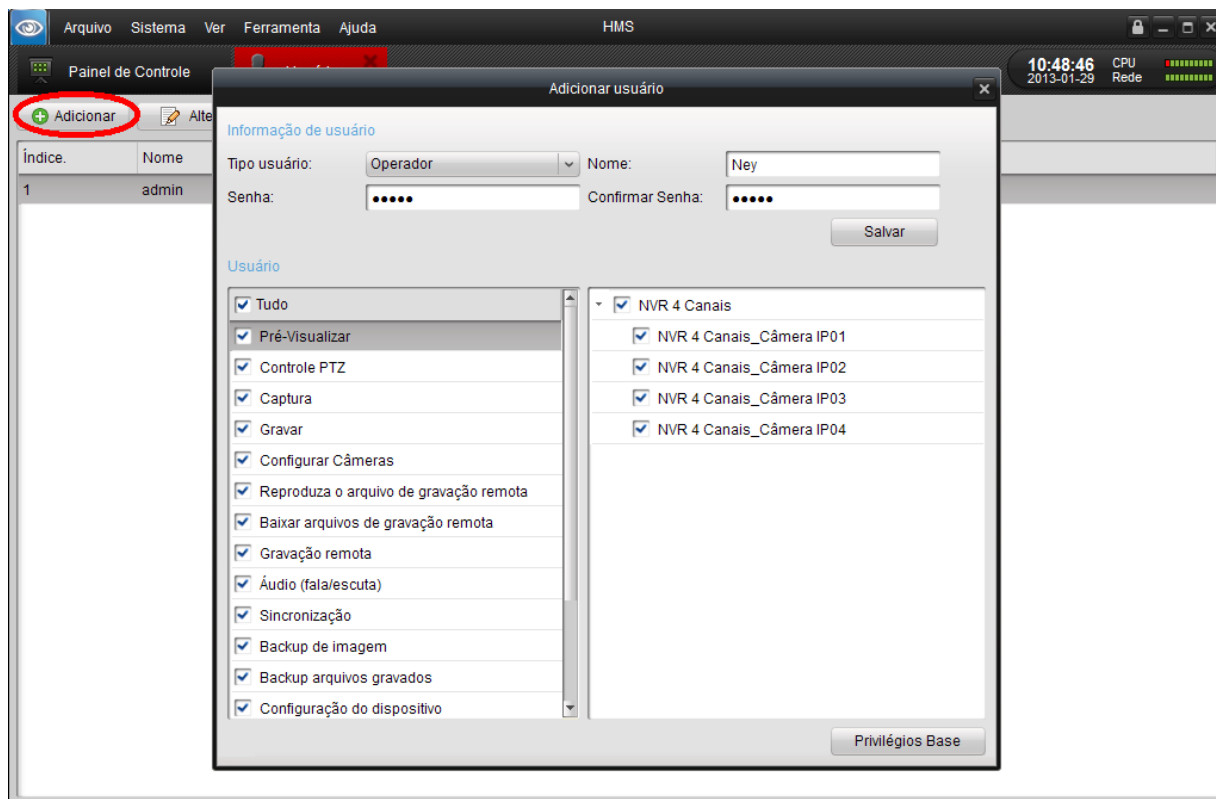 Arquivo Sistema Ver Ferramenta Ajuda HMS
Painel de Controle
10:48:46 CPU
2013-01-29 Rede
Adicionar
Índice. Nome
1 admin
Adicionar usuário
Informação de usuário
Tipo usuário: Operador Nome: Ney
Senha: ••••• Confirmar Senha: •••••
Salvar
Usuário
Tudo
Pré-Visualizar
Controle PTZ
Captura
Gravar
Configurar Câmeras
Reproduza o arquivo de gravação remota
Baixar arquivos de gravação remota
Gravação remota
Áudio (fala/escuta)
Sincronização
Backup de imagem
Backup arquivos gravados
Configuração do dispositivo
NVR 4 Canais
NVR 4 Canais_Câmera IP01
NVR 4 Canais_Câmera IP02
NVR 4 Canais_Câmera IP03
NVR 4 Canais_Câmera IP04
Privilégios Base